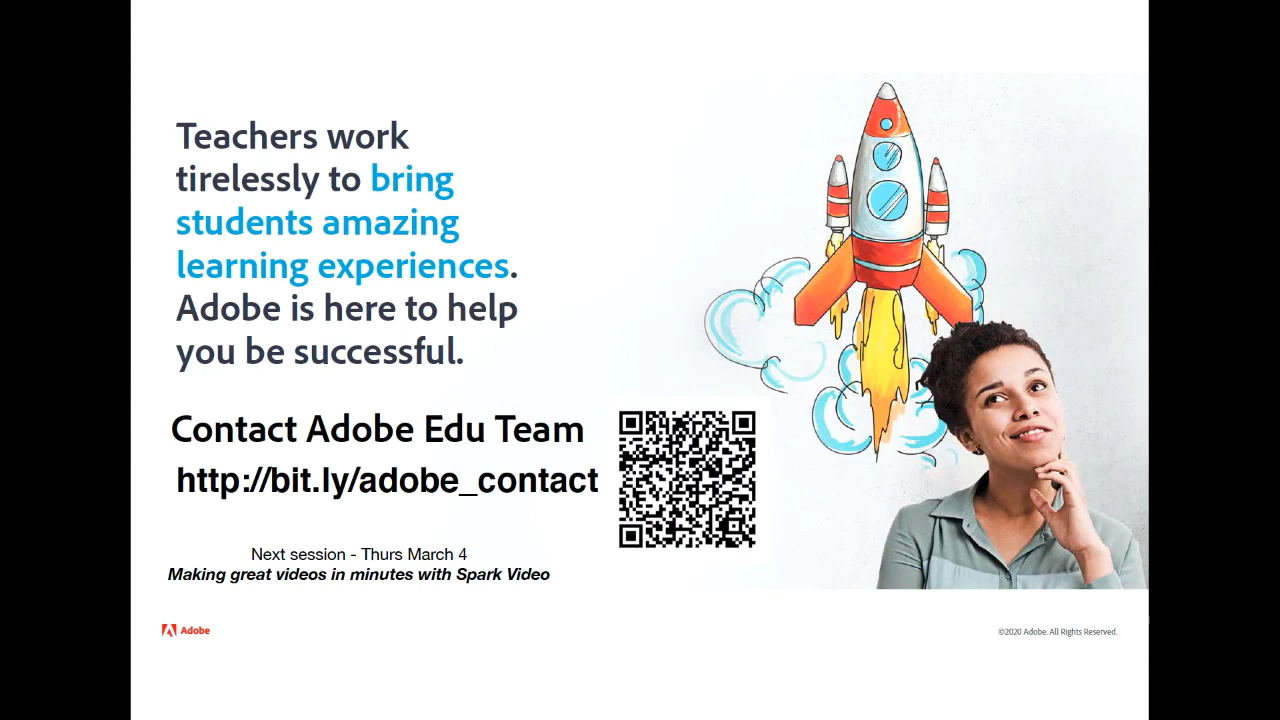 Teachers work
tirelessly to bring
students amazing
learning experiences.
Adobe is here to help
you be successful.
Contact Adobe Edu Team
http://bit.ly/adobe_contact
Next session - Thurs March 4
Making great videos in minutes with Spark Video
Adobe
©2020 Adobe. All Rights Reserved.